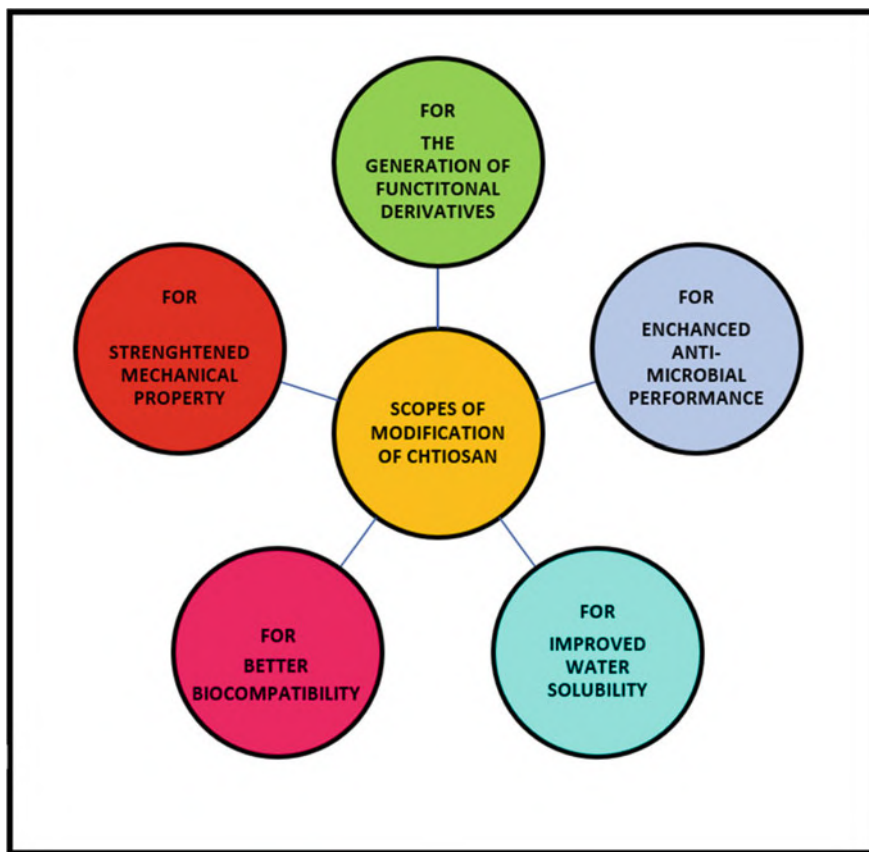 FOR
THE
GENERATION OF
FUNCTITONAL
DERIVATIVES
FOR
STRENGHTENED
MECHANICAL
PROPERTY
FOR
ENCHANCED
ANTI-
MICROBIAL
PERFORMANCE
SCOPES OF
MODIFICATION
OF CHTIOSAN
FOR
BETTER
BIOCOMPATIBILITY
FOR
IMPROVED
WATER
SOLUBILITY